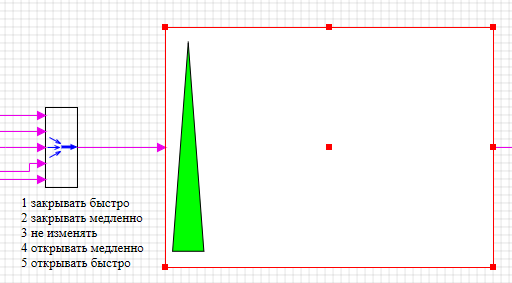 1 закрывать быстро
2 закрывать медленно
3 не изменять
4 открывать медленно
5 открывать быстро